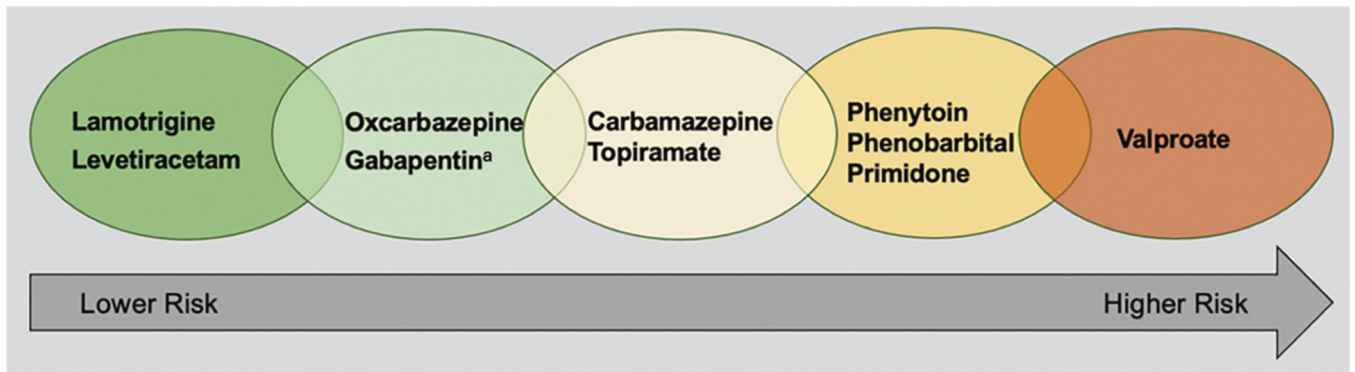 Lamotrigine
Levetiracetam
Oxcarbazepine
Gabapentinᵃ
Carbamazepine
Topiramate
Phenytoin
Phenobarbital
Primidone
Valproate
Lower Risk
Higher Risk